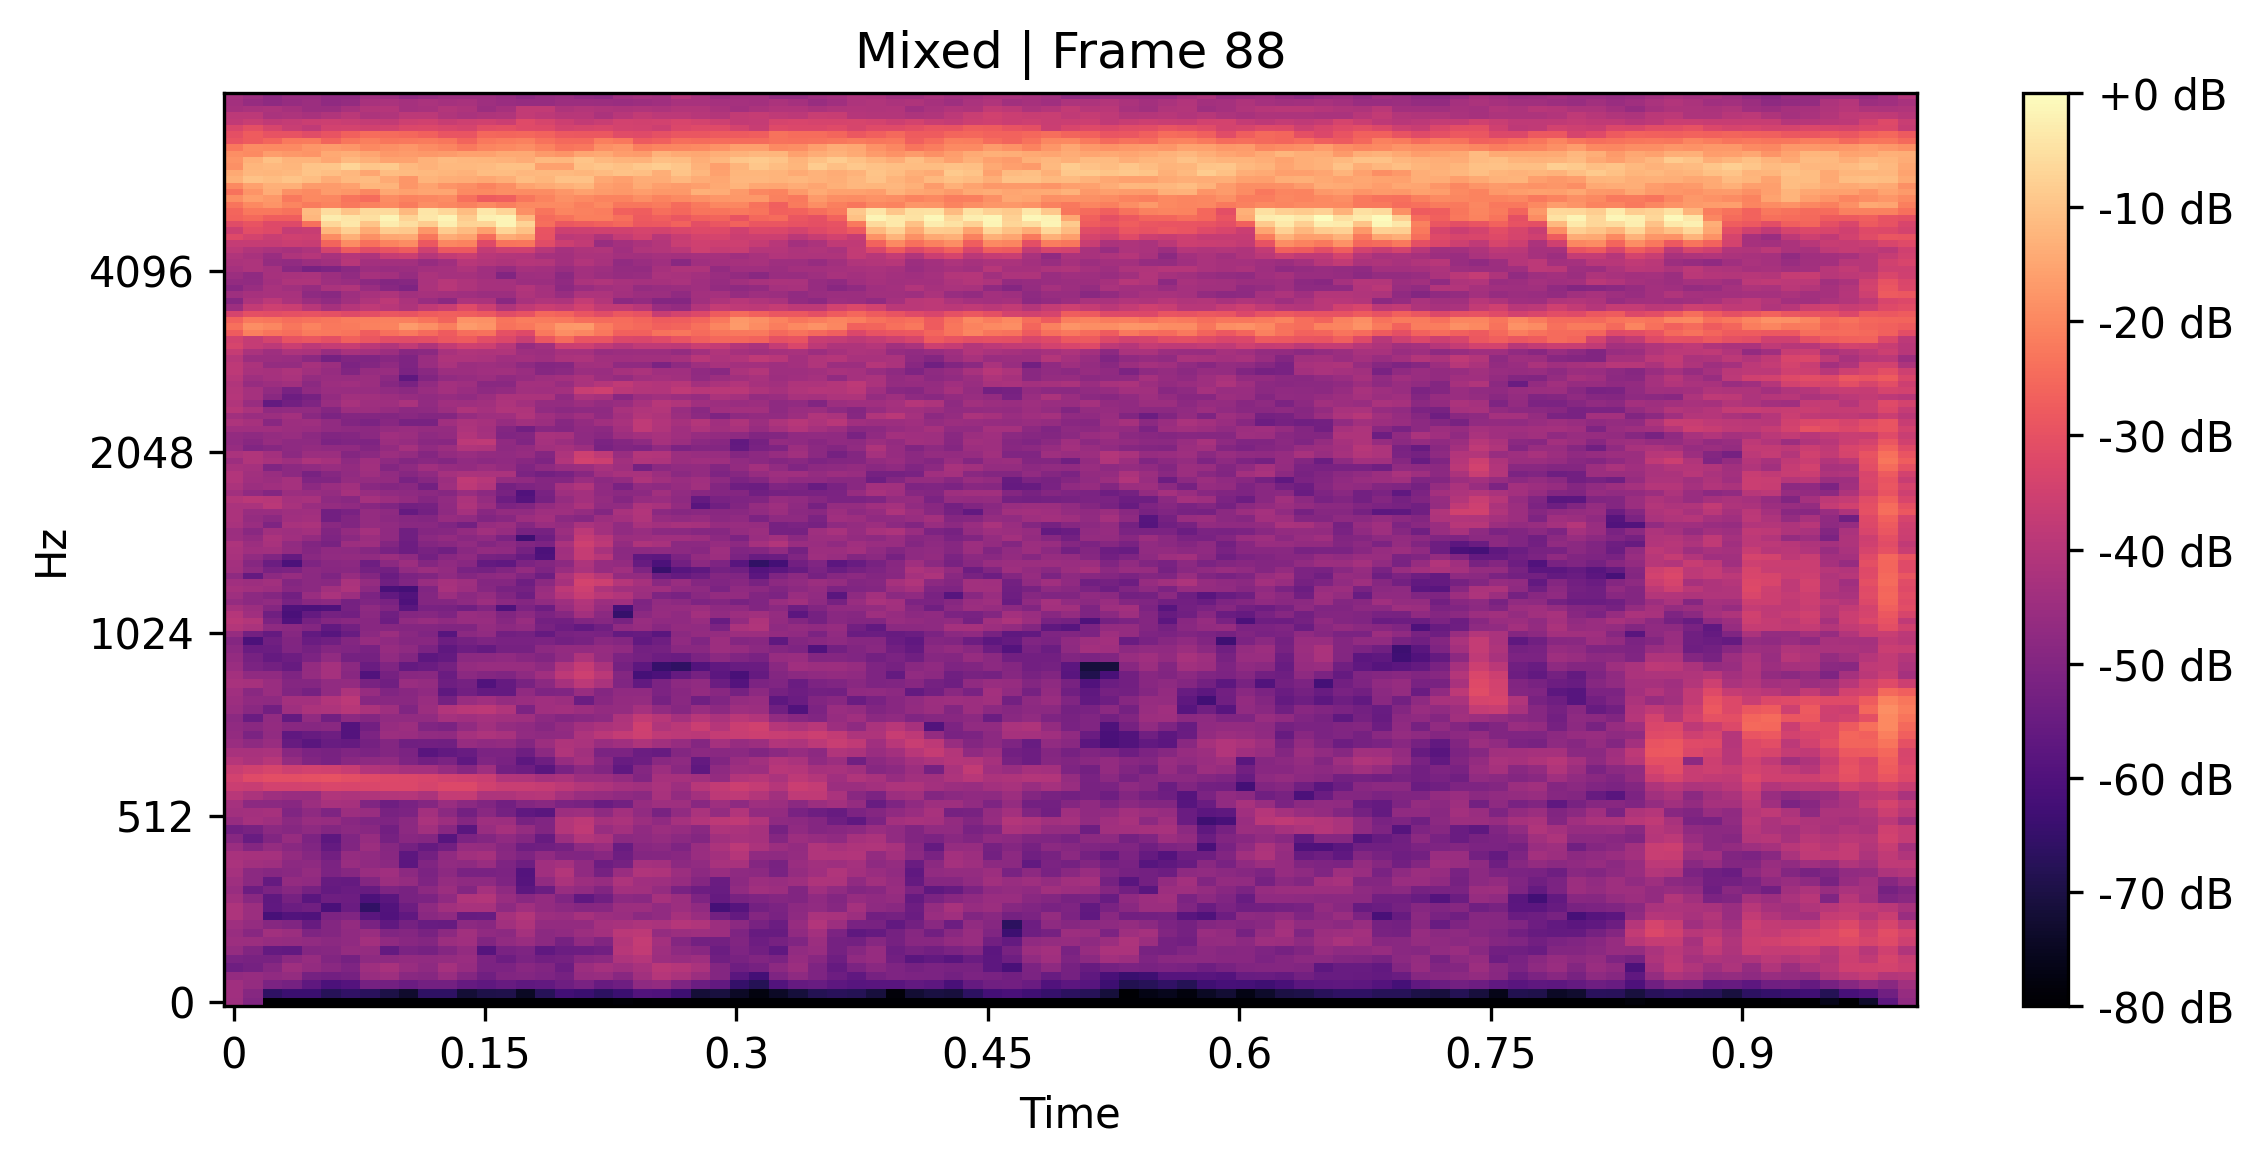 Mixed | Frame 88
+0 dB
-10 dB
-20 dB
-30 dB
-40 dB
-50 dB
-60 dB
-70 dB
-80 dB
Hz
4096
2048
1024
512
0
0 0.15 0.3 0.45 0.6 0.75 0.9
Time